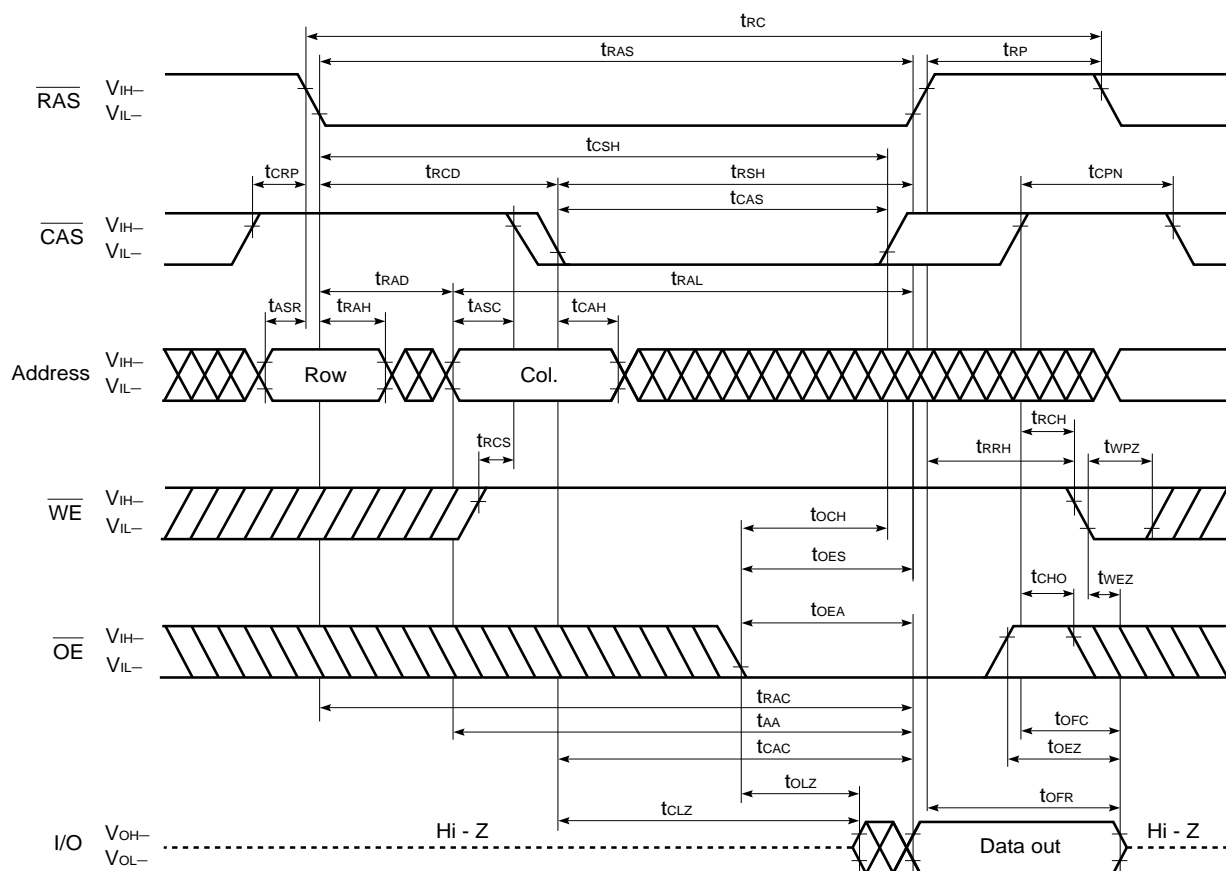 tRC
tRAS
tRP
RAS
VIH–
VIL–
tCSH
tCRP
tRCD
tRSH
tCPN
tCAS
CAS
VIH–
VIL–
tRAD
tRAL
tASR
tRAH
tASC
tCAH
Address
VIH–
VIL–
Row
Col.
tRCH
tRCS
tRRH
tWPZ
WE
VIH–
VIL–
tOCH
tOES
tCHO
tWEZ
tOEA
OE
VIH–
VIL–
tRAC
tAA
tOFC
tCAC
tOEZ
tOLZ
tOFR
tCLZ
I/O
VOH–
VOL–
Hi - Z
Data out
Hi - Z